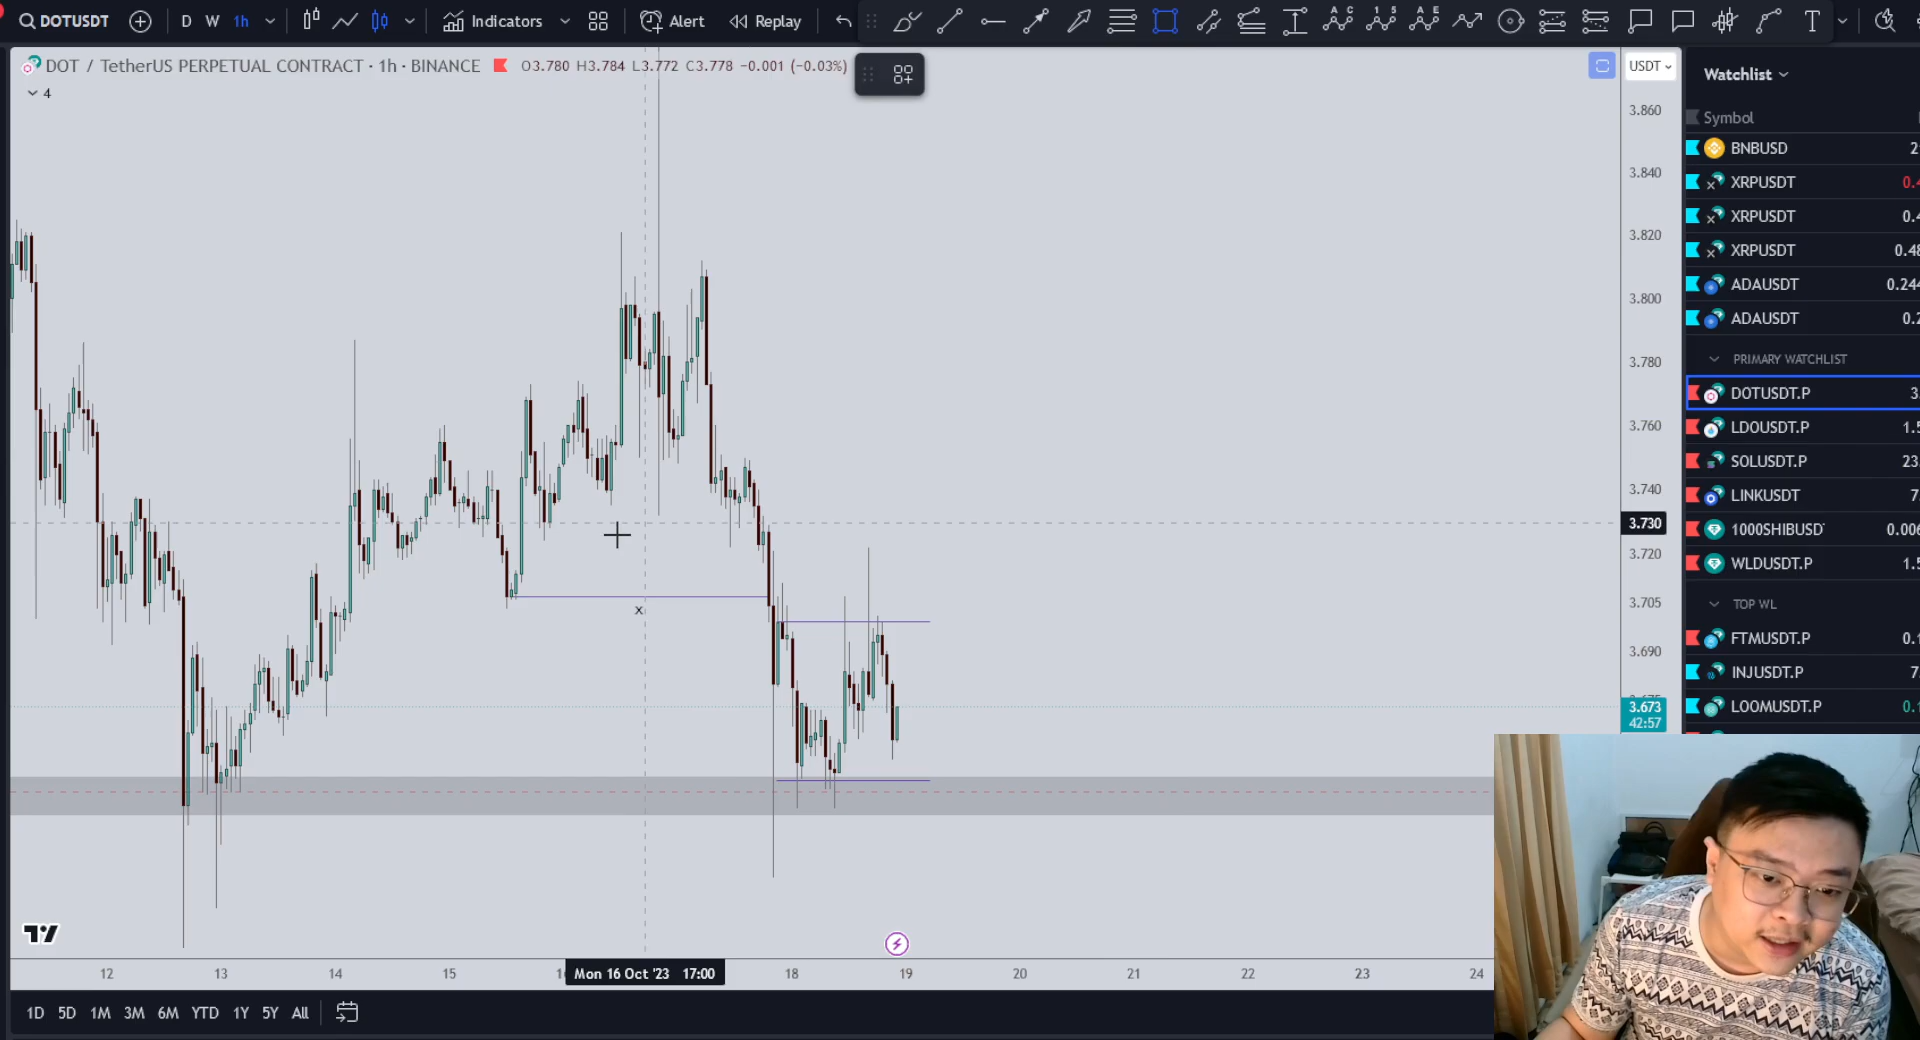 DOTUSDT
D W 1h
Indicators
Alert
Replay
A C
1 5
A E
T
DOT / TetherUS PERPETUAL CONTRACT · 1h · BINANCE
O3.780 H3.784 L3.772 C3.778 −0.001 (−0.03%)
4
USDT
3.860
3.840
3.820
3.800
3.780
3.760
3.740
3.730
3.720
3.705
3.690
3.673
42:57
x
12 13 14 15 Mon 16 Oct '23 17:00 18 19 20 21 22 23 24
1D 5D 1M 3M 6M YTD 1Y 5Y All
Watchlist
Symbol
BNBUSD
XRPUSDT
XRPUSDT
XRPUSDT
ADAUSDT
ADAUSDT
PRIMARY WATCHLIST
DOTUSDT.P
LDOUSDT.P
SOLUSDT.P
LINKUSDT
1000SHIBUSD
WLDUSDT.P
TOP WL
FTMUSDT.P
INJUSDT.P
LOOMUSDT.P